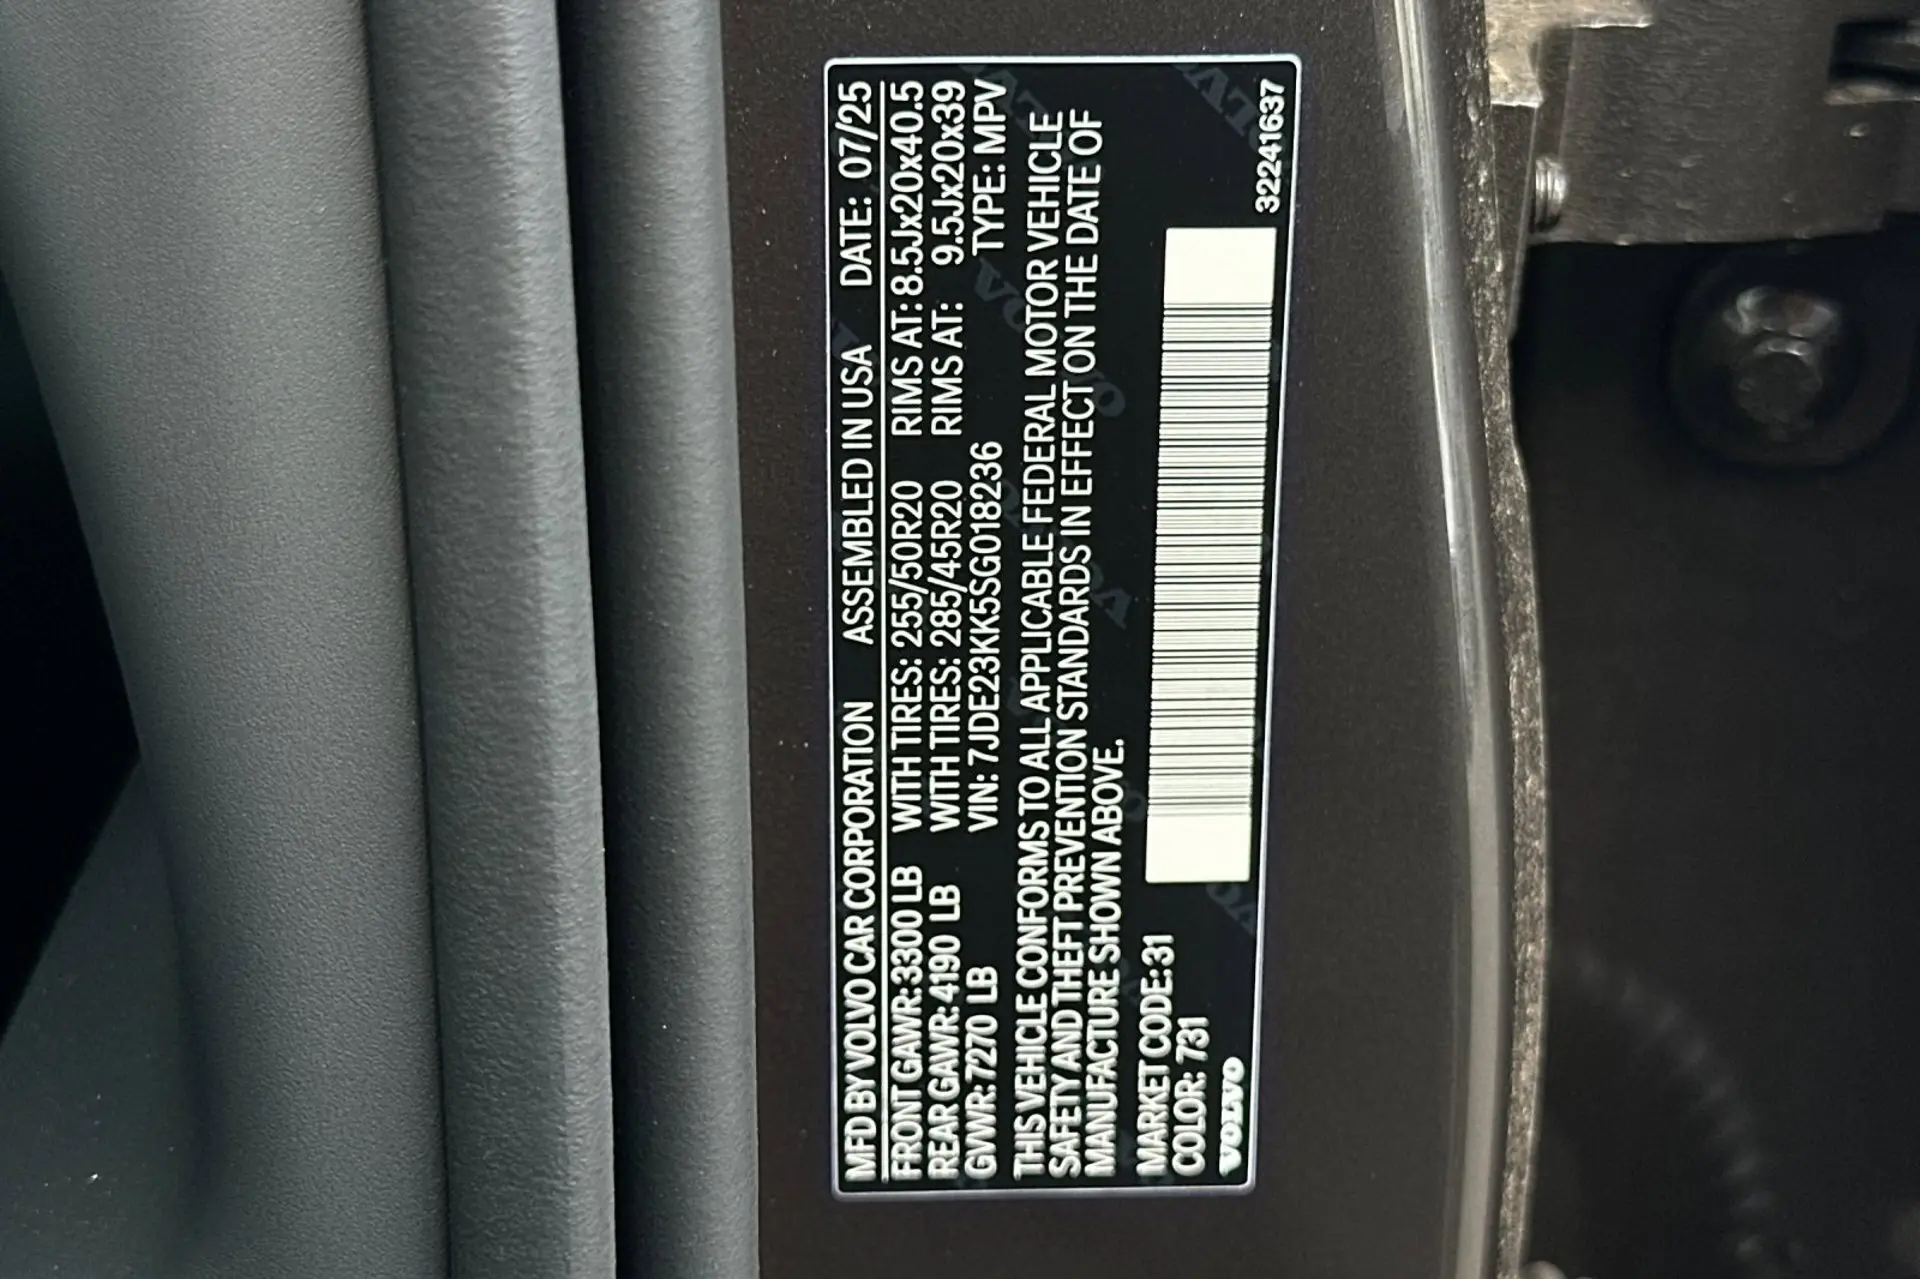 MFD BY VOLVO CAR CORPORATION ASSEMBLED IN USA DATE: 07/25
FRONT GAWR: 3300 LB WITH TIRES: 255/50R20 RIMS AT: 8.5Jx20x40.5
REAR GAWR: 4190 LB WITH TIRES: 285/45R20 RIMS AT: 9.5Jx20x39
GVWR: 7270 LB VIN: 7JDE23KK5SG018236 TYPE: MPV
THIS VEHICLE CONFORMS TO ALL APPLICABLE FEDERAL MOTOR VEHICLE
SAFETY AND THEFT PREVENTION STANDARDS IN EFFECT ON THE DATE OF
MANUFACTURE SHOWN ABOVE.
MARKET CODE: 31
COLOR: 731
VOLVO
32241637